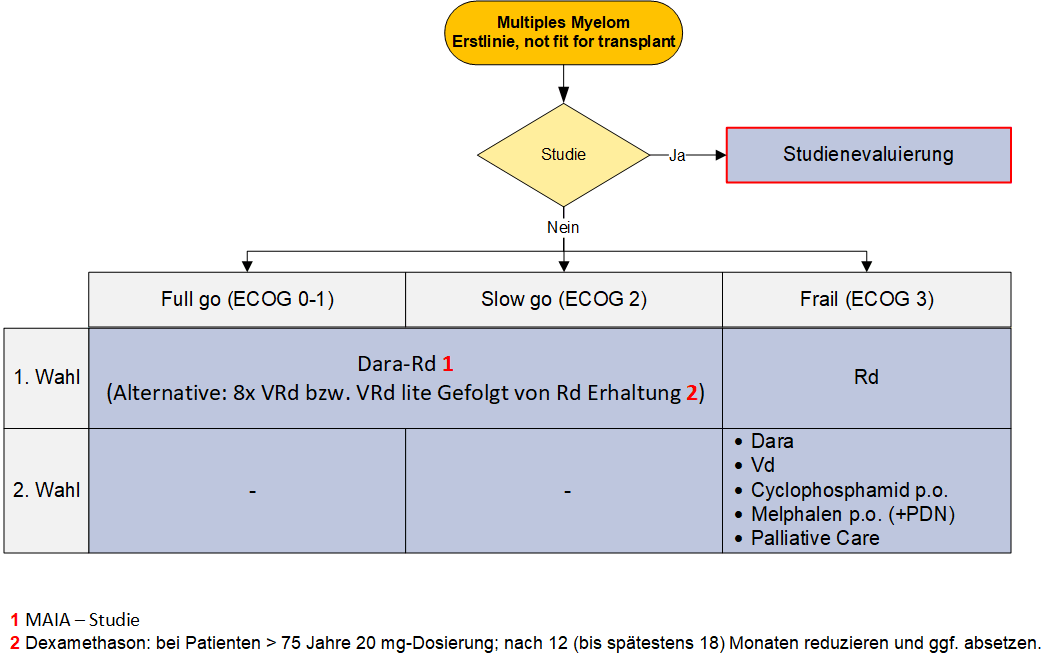 Multiples Myelom
Erstlinie, not fit for transplant
Studie
Ja
Studienevaluierung
Nein
Full go (ECOG 0-1)
Slow go (ECOG 2)
Frail (ECOG 3)
1. Wahl
Dara-Rd 1
(Alternative: 8x VRd bzw. VRd lite Gefolgt von Rd Erhaltung 2)
Rd
2. Wahl
-
-
• Dara
• Vd
• Cyclophosphamid p.o.
• Melphalen p.o. (+PDN)
• Palliative Care
1 MAIA – Studie
2 Dexamethason: bei Patienten > 75 Jahre 20 mg-Dosierung; nach 12 (bis spätestens 18) Monaten reduzieren und ggf. absetzen.